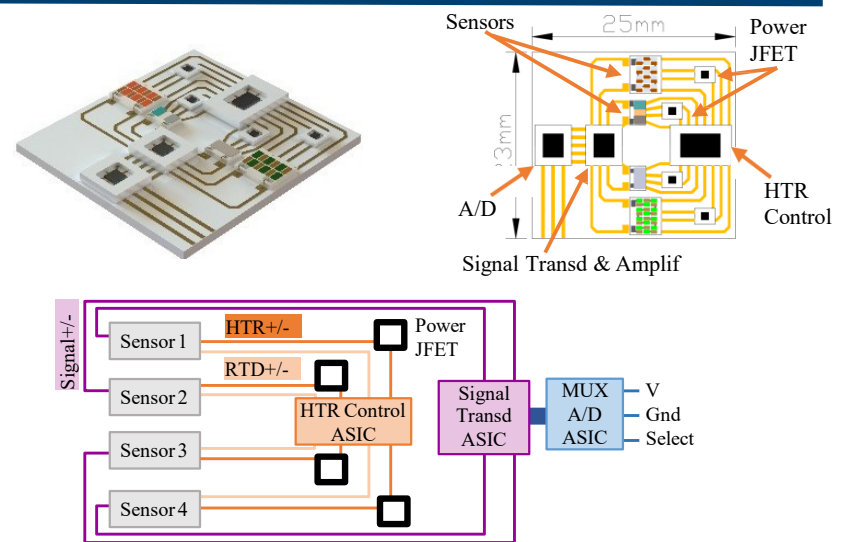 Sensors
25mm
Power
JFET
3mm
A/D
HTR
Control
Signal Transd & Amplif
Signal+/-
Sensor 1
HTR+/-
Power
JFET
RTD+/-
Sensor 2
HTR Control
ASIC
Signal
Transd
ASIC
MUX
A/D
ASIC
V
Gnd
Select
Sensor 3
Sensor 4